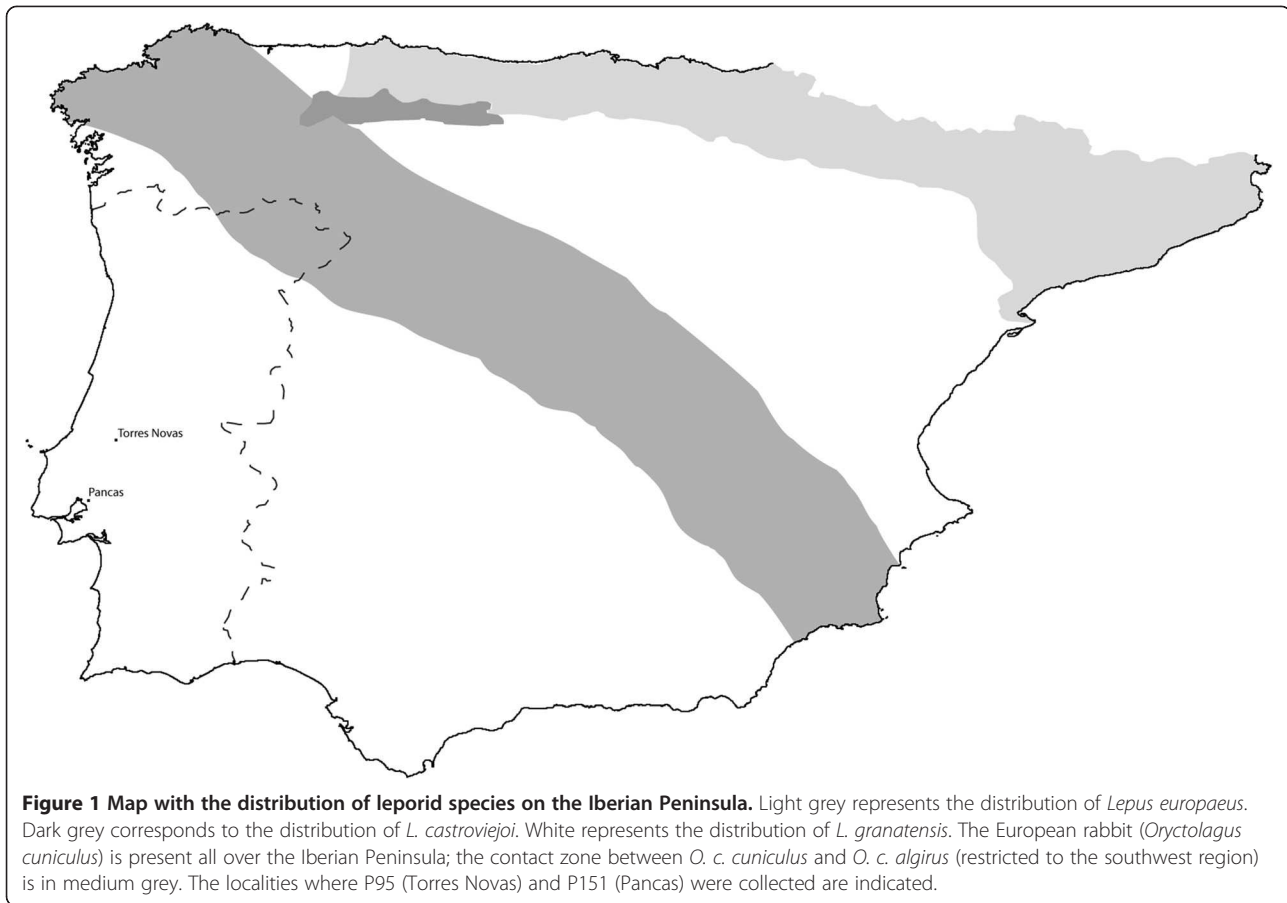 Torres Novas
Pancas
Figure 1 Map with the distribution of leporid species on the Iberian Peninsula. Light grey represents the distribution of Lepus europaeus.
Dark grey corresponds to the distribution of L. castroviejoi. White represents the distribution of L. granatensis. The European rabbit (Oryctolagus
cuniculus) is present all over the Iberian Peninsula; the contact zone between O. c. cuniculus and O. c. algirus (restricted to the southwest region)
is in medium grey. The localities where P95 (Torres Novas) and P151 (Pancas) were collected are indicated.